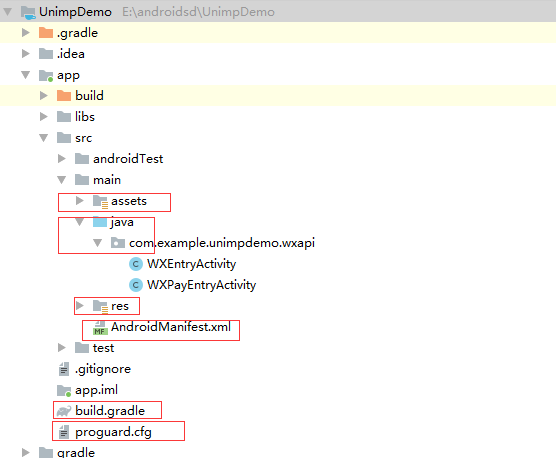 UnimpDemo E:\androidsd\UnimpDemo
.gradle
.idea
app
build
libs
src
androidTest
main
assets
java
com.example.unimpdemo.wxapi
C WXEntryActivity
C WXPayEntryActivity
res
MF AndroidManifest.xml
test
.gitignore
app.iml
build.gradle
proguard.cfg
gradle